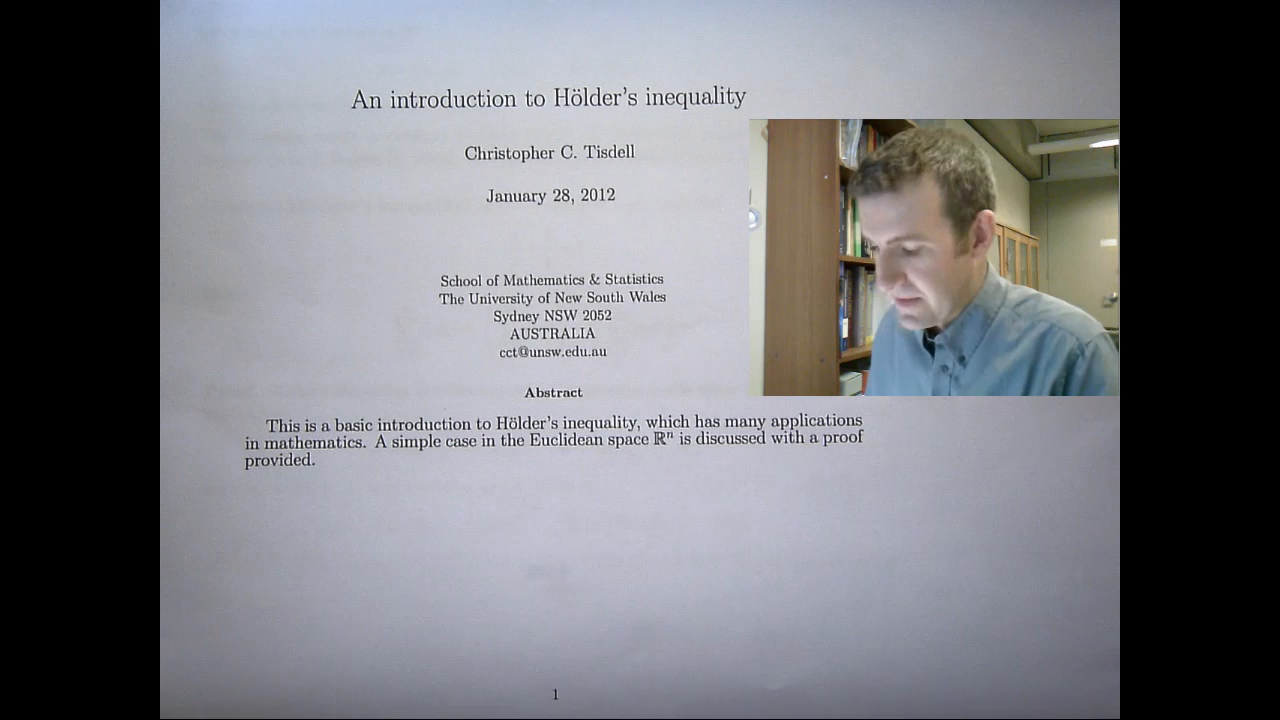 An introduction to Hölder's inequality
Christopher C. Tisdell
January 28, 2012
School of Mathematics & Statistics
The University of New South Wales
Sydney NSW 2052
AUSTRALIA
cct@unsw.edu.au
Abstract
This is a basic introduction to Hölder's inequality, which has many applications
in mathematics. A simple case in the Euclidean space ℝⁿ is discussed with a proof
provided.
1